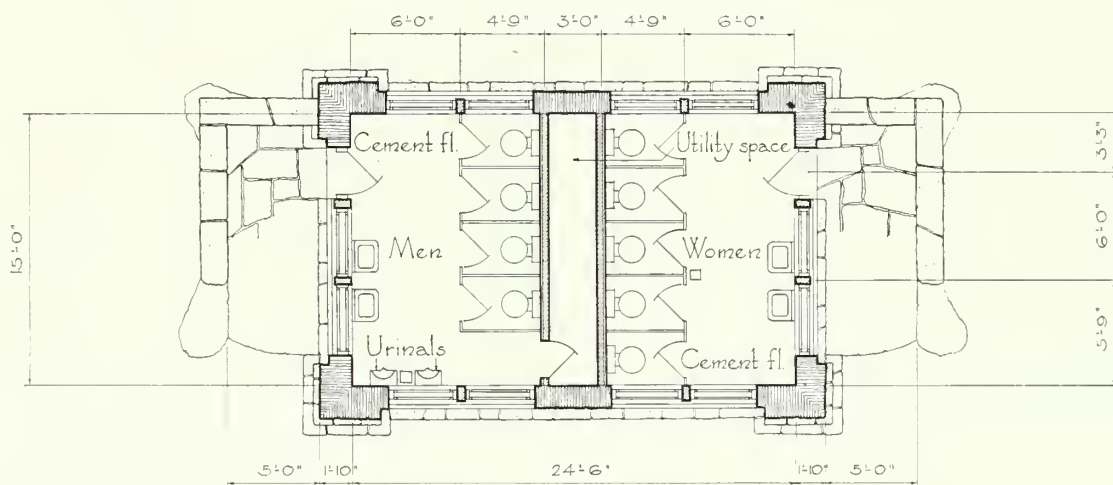 6'-0" 4'-9" 3'-0" 4'-9" 6'-0"
Cement fl.
Utility space
3'-3"
15'-0"
Men
Women
6'-0"
Urinals
Cement fl.
5'-9"
5'-0" 1'-10" 24'-6" 1'-10" 5'-0"